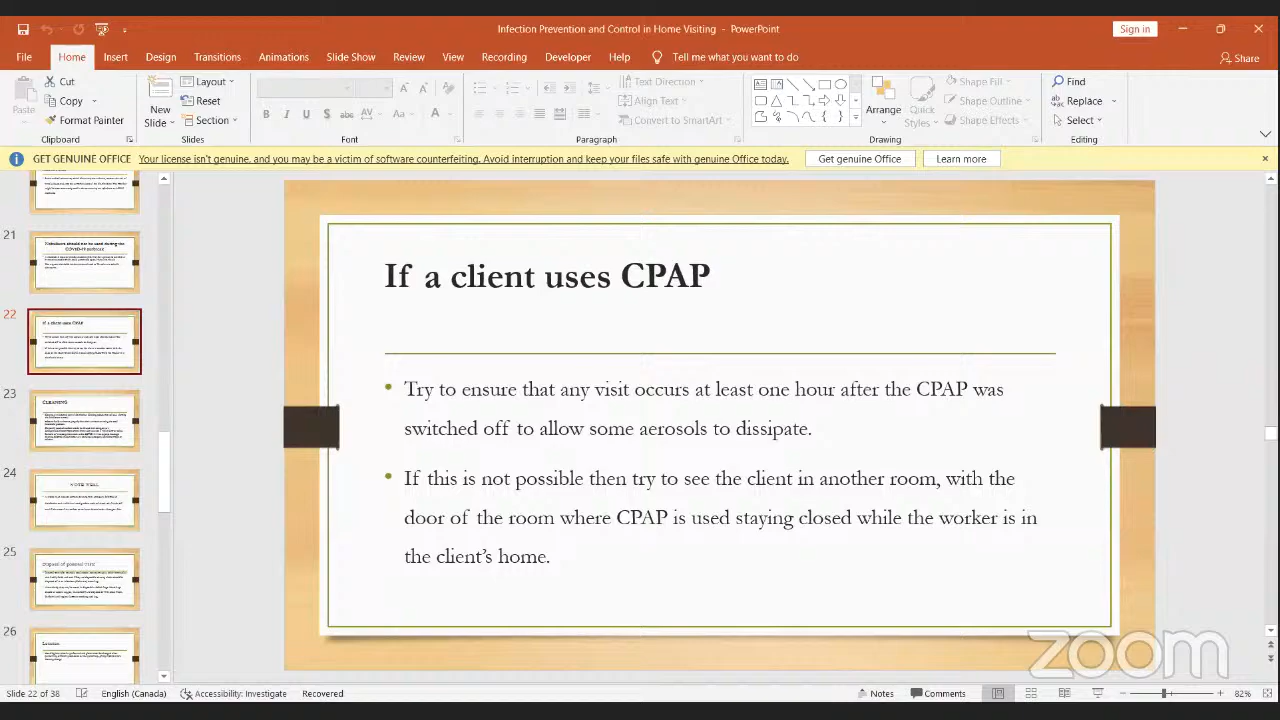 Infection Prevention and Control in Home Visiting - PowerPoint
Sign in
File Home Insert Design Transitions Animations Slide Show Review View Recording Developer Help Tell me what you want to do
Share
Paste
Cut
Copy
Format Painter
Clipboard
New Slide
Layout
Reset
Section
Slides
Font
Text Direction
Align Text
Convert to SmartArt
Paragraph
Arrange
Quick Styles
Shape Fill
Shape Outline
Shape Effects
Drawing
Find
Replace
Select
Editing
GET GENUINE OFFICE Your license isn't genuine, and you may be a victim of software counterfeiting. Avoid interruption and keep your files safe with genuine Office today.
Get genuine Office
Learn more
21
22
If a client uses CPAP
23
CLEANING
24
NOTE WELL
25
26
If a client uses CPAP
• Try to ensure that any visit occurs at least one hour after the CPAP was
switched off to allow some aerosols to dissipate.
• If this is not possible then try to see the client in another room, with the
door of the room where CPAP is used staying closed while the worker is in
the client's home.
zoom
Slide 22 of 38 English (Canada) Accessibility: Investigate Recovered
Notes Comments 82%